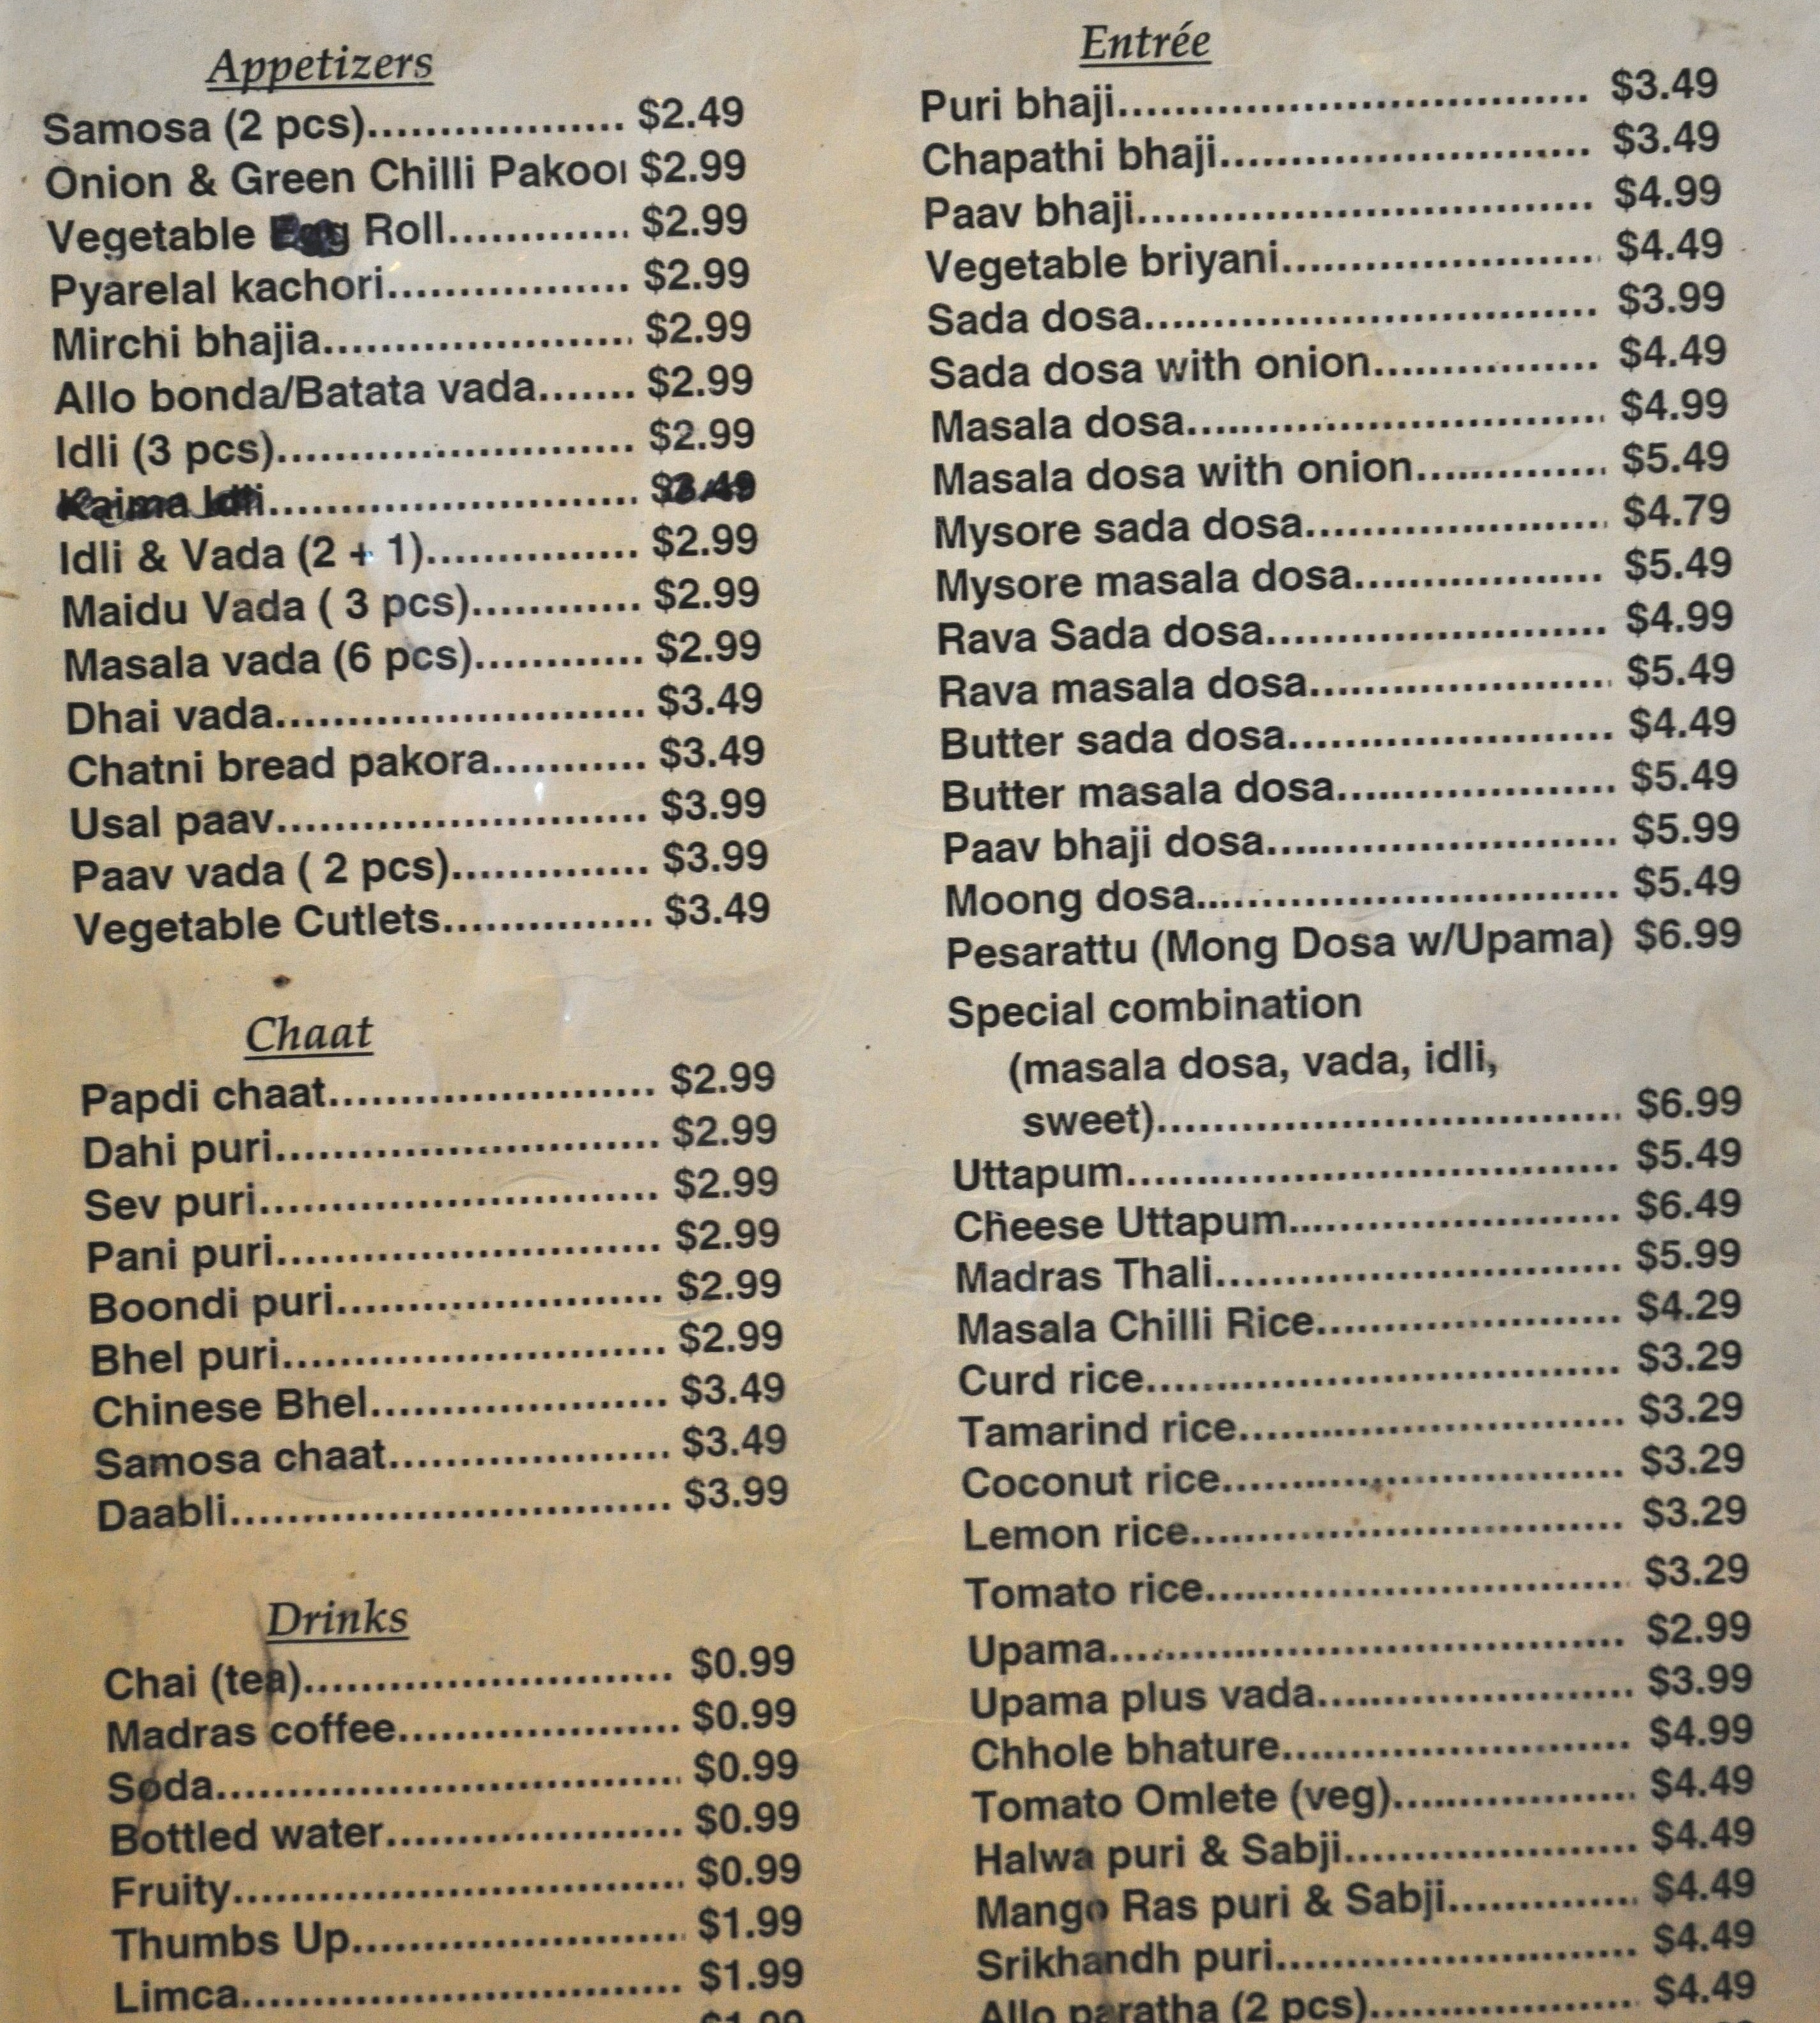 Appetizers
Samosa (2 pcs).................. $2.49
Onion & Green Chilli Pakoor $2.99
Vegetable Egg Roll............. $2.99
Pyarelal kachori................. $2.99
Mirchi bhajia...................... $2.99
Allo bonda/Batata vada....... $2.99
Idli (3 pcs)......................... $2.99
Kaima Idli.......................... $3.49
Idli & Vada (2 + 1)............... $2.99
Maidu Vada ( 3 pcs)............ $2.99
Masala vada (6 pcs)............ $2.99
Dhai vada.......................... $3.49
Chatni bread pakora........... $3.49
Usal paav.......................... $3.99
Paav vada ( 2 pcs).............. $3.99
Vegetable Cutlets............... $3.49
Chaat
Papdi chaat....................... $2.99
Dahi puri........................... $2.99
Sev puri............................ $2.99
Pani puri........................... $2.99
Boondi puri....................... $2.99
Bhel puri........................... $2.99
Chinese Bhel..................... $3.49
Samosa chaat.................... $3.49
Daabli............................... $3.99
Drinks
Chai (tea).......................... $0.99
Madras coffee.................... $0.99
Soda................................. $0.99
Bottled water..................... $0.99
Fruity................................ $0.99
Thumbs Up....................... $1.99
Limca............................... $1.99
$1.99
Entrée
Puri bhaji................................. $3.49
Chapathi bhaji.......................... $3.49
Paav bhaji................................ $4.99
Vegetable briyani...................... $4.49
Sada dosa................................ $3.99
Sada dosa with onion................ $4.49
Masala dosa............................. $4.99
Masala dosa with onion............. $5.49
Mysore sada dosa..................... $4.79
Mysore masala dosa.................. $5.49
Rava Sada dosa........................ $4.99
Rava masala dosa..................... $5.49
Butter sada dosa....................... $4.49
Butter masala dosa................... $5.49
Paav bhaji dosa........................ $5.99
Moong dosa............................. $5.49
Pesarattu (Mong Dosa w/Upama) $6.99
Special combination
(masala dosa, vada, idli,
sweet)................................ $6.99
Uttapum.................................. $5.49
Cheese Uttapum....................... $6.49
Madras Thali............................ $5.99
Masala Chilli Rice..................... $4.29
Curd rice................................. $3.29
Tamarind rice.......................... $3.29
Coconut rice............................ $3.29
Lemon rice.............................. $3.29
Tomato rice............................. $3.29
Upama.................................... $2.99
Upama plus vada...................... $3.99
Chhole bhature........................ $4.99
Tomato Omlete (veg)................. $4.49
Halwa puri & Sabji.................... $4.49
Mango Ras puri & Sabji............. $4.49
Srikhandh puri......................... $4.49
Allo paratha (2 pcs).................. $4.49